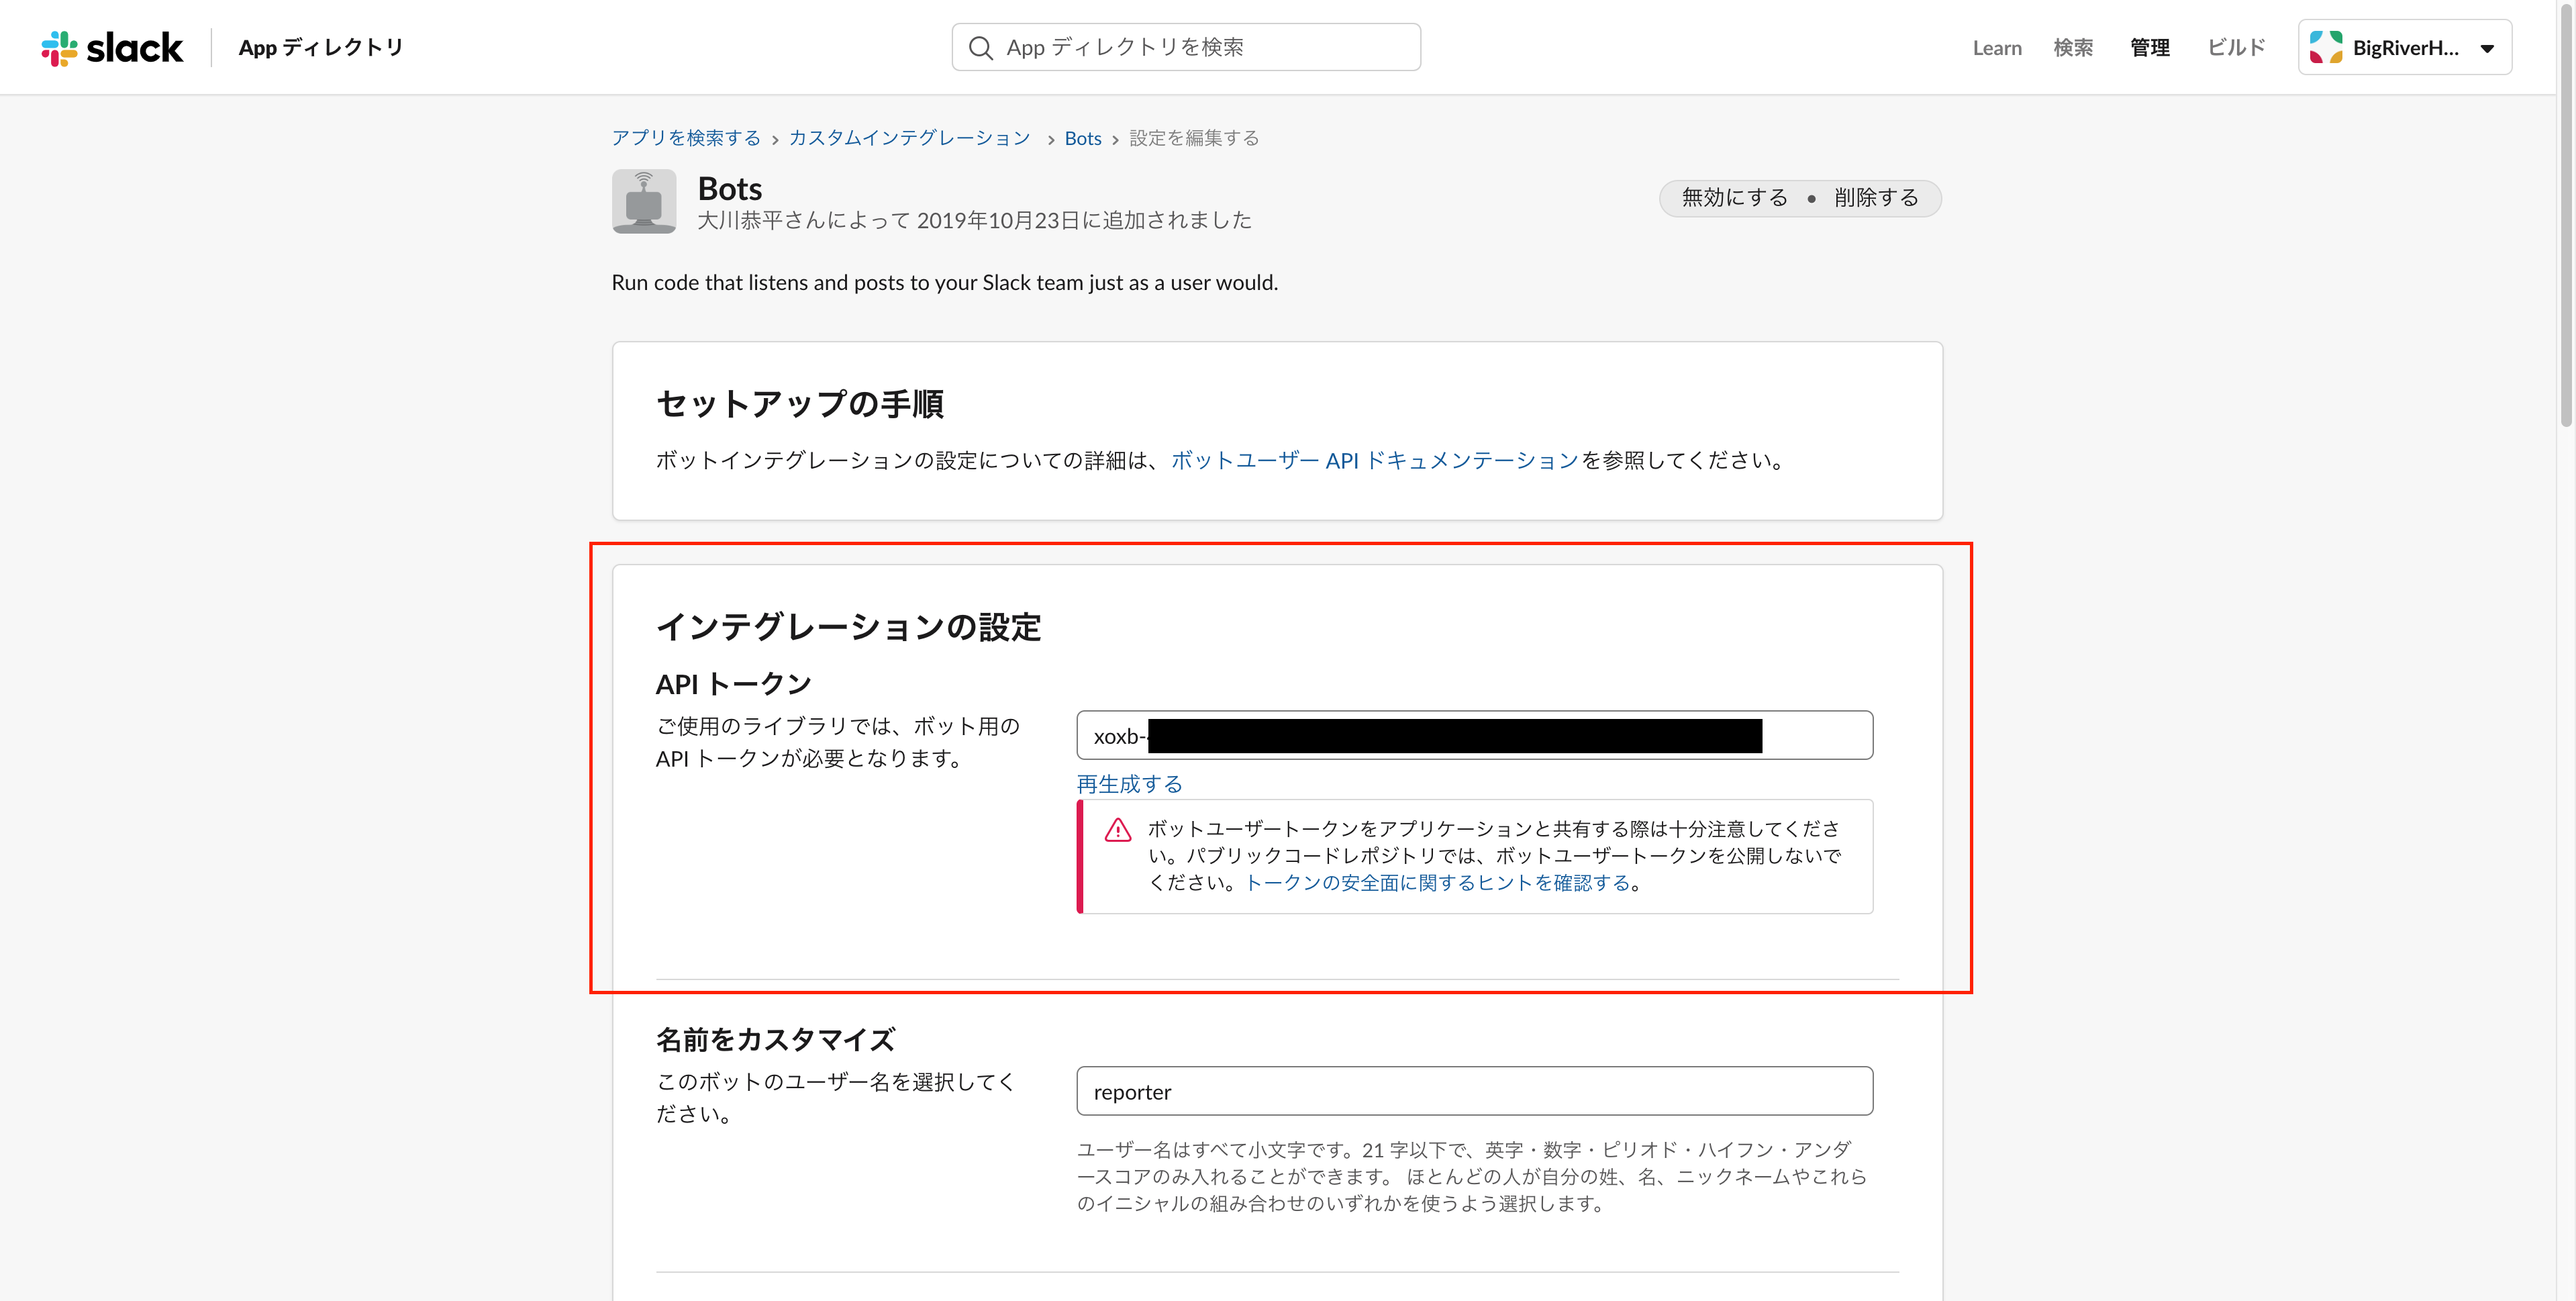 slack
App ディレクトリ
App ディレクトリを検索
Learn
検索
管理
ビルド
BigRiverH...
アプリを検索する › カスタムインテグレーション › Bots › 設定を編集する
Bots
大川恭平さんによって 2019年10月23日に追加されました
無効にする • 削除する
Run code that listens and posts to your Slack team just as a user would.
セットアップの手順
ボットインテグレーションの設定についての詳細は、ボットユーザー API ドキュメンテーションを参照してください。
インテグレーションの設定
API トークン
ご使用のライブラリでは、ボット用の
API トークンが必要となります。
xoxb-
再生成する
ボットユーザートークンをアプリケーションと共有する際は十分注意してくださ
い。パブリックコードレポジトリでは、ボットユーザートークンを公開しないで
ください。トークンの安全面に関するヒントを確認する。
名前をカスタマイズ
このボットのユーザー名を選択してく
ださい。
reporter
ユーザー名はすべて小文字です。21 字以下で、英字・数字・ピリオド・ハイフン・アンダ
ースコアのみ入れることができます。 ほとんどの人が自分の姓、名、ニックネームやこれら
のイニシャルの組み合わせのいずれかを使うよう選択します。